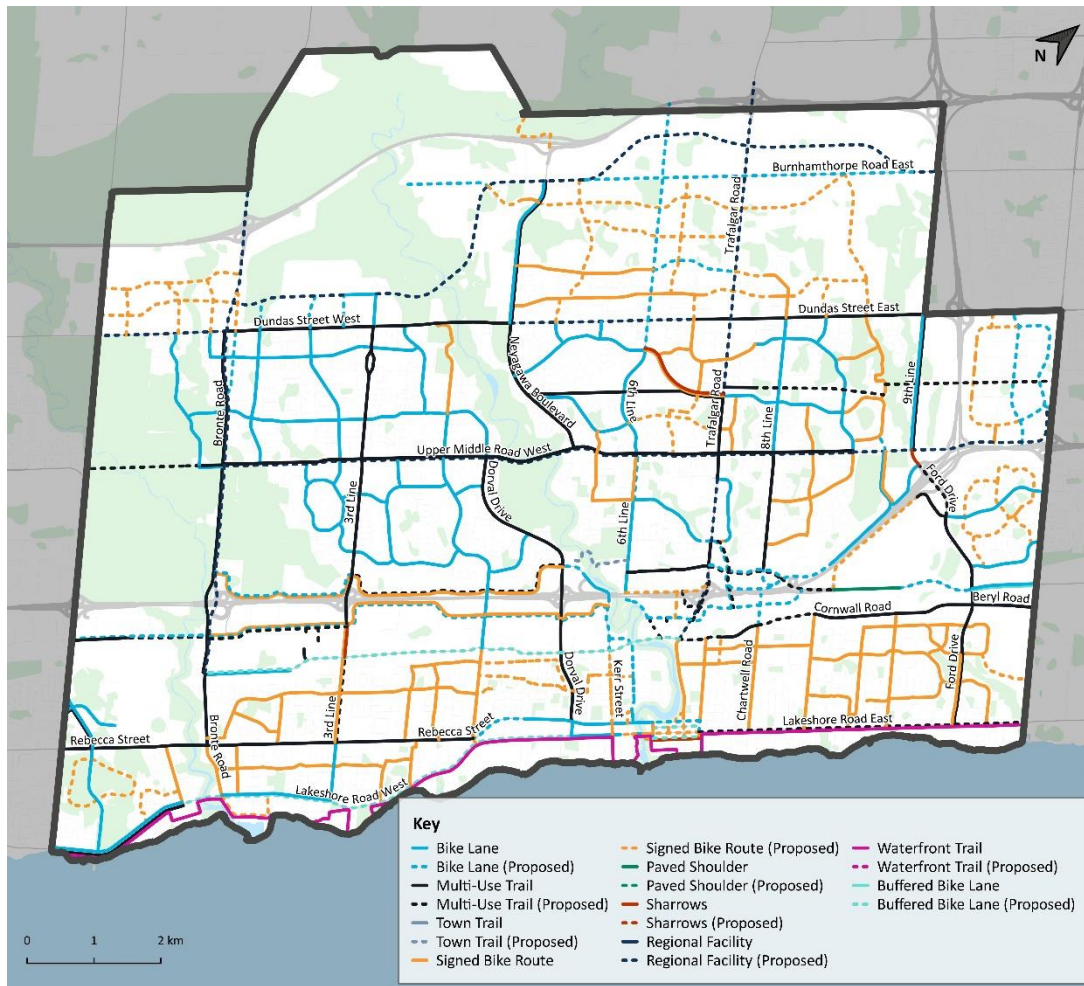 N
Burnhamthorpe Road East
Trafalgar Road
Dundas Street West
Dundas Street East
Neyagawa Boulevard
6th Line
9th Line
Bronte Road
Trafalgar Road
8th Line
Upper Middle Road West
Ford Drive
3rd Line
Dorval Drive
6th Line
Beryl Road
Cornwall Road
Kerr Street
Dorval Drive
Chartwell Road
Ford Drive
Bronte Road
3rd Line
Rebecca Street
Lakeshore Road East
Rebecca Street
Lakeshore Road West
Key
Bike Lane
Bike Lane (Proposed)
Multi-Use Trail
Multi-Use Trail (Proposed)
Town Trail
Town Trail (Proposed)
Signed Bike Route
Signed Bike Route (Proposed)
Paved Shoulder
Paved Shoulder (Proposed)
Sharrows
Sharrows (Proposed)
Regional Facility
Regional Facility (Proposed)
Waterfront Trail
Waterfront Trail (Proposed)
Buffered Bike Lane
Buffered Bike Lane (Proposed)
0 1 2 km